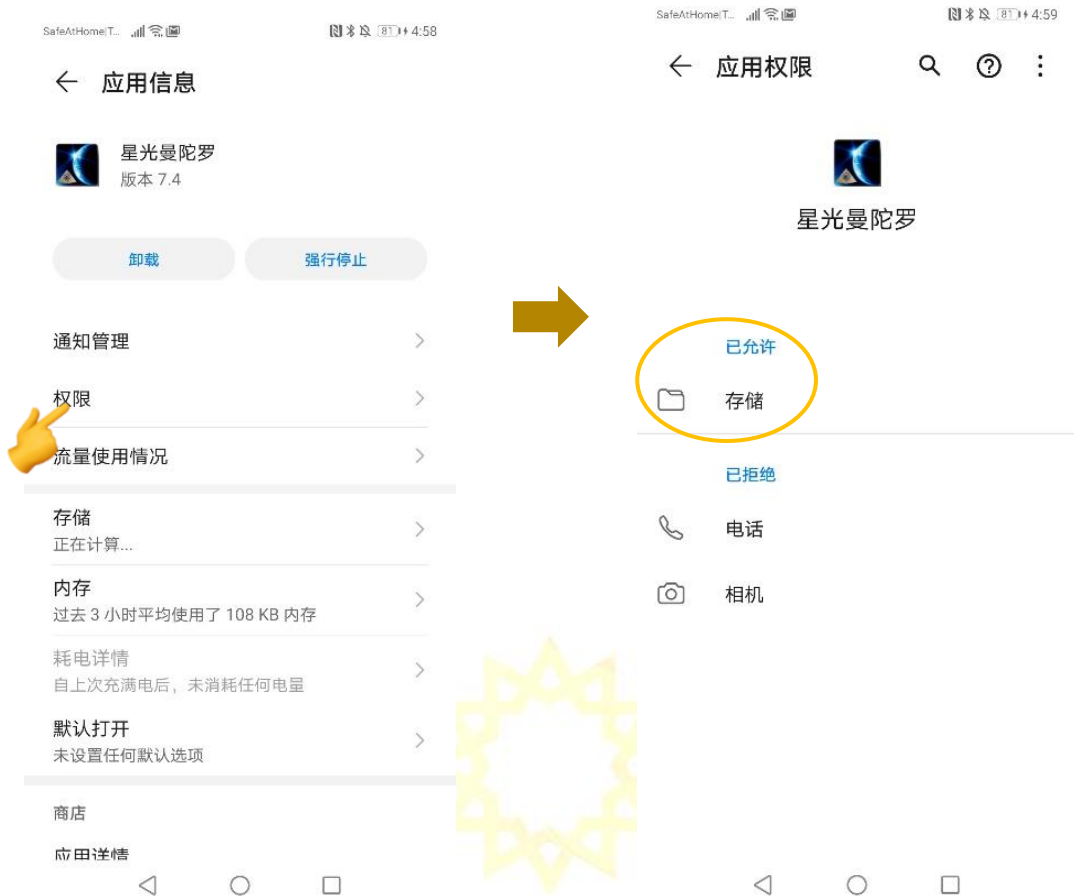 SafeAtHome|T...
81 4:58
应用信息
星光曼陀罗
版本 7.4
卸载
强行停止
通知管理
权限
流量使用情况
存储
正在计算...
内存
过去 3 小时平均使用了 108 KB 内存
耗电详情
自上次充满电后，未消耗任何电量
默认打开
未设置任何默认选项
商店
应用详情
SafeAtHome|T...
81 4:59
应用权限
星光曼陀罗
已允许
存储
已拒绝
电话
相机